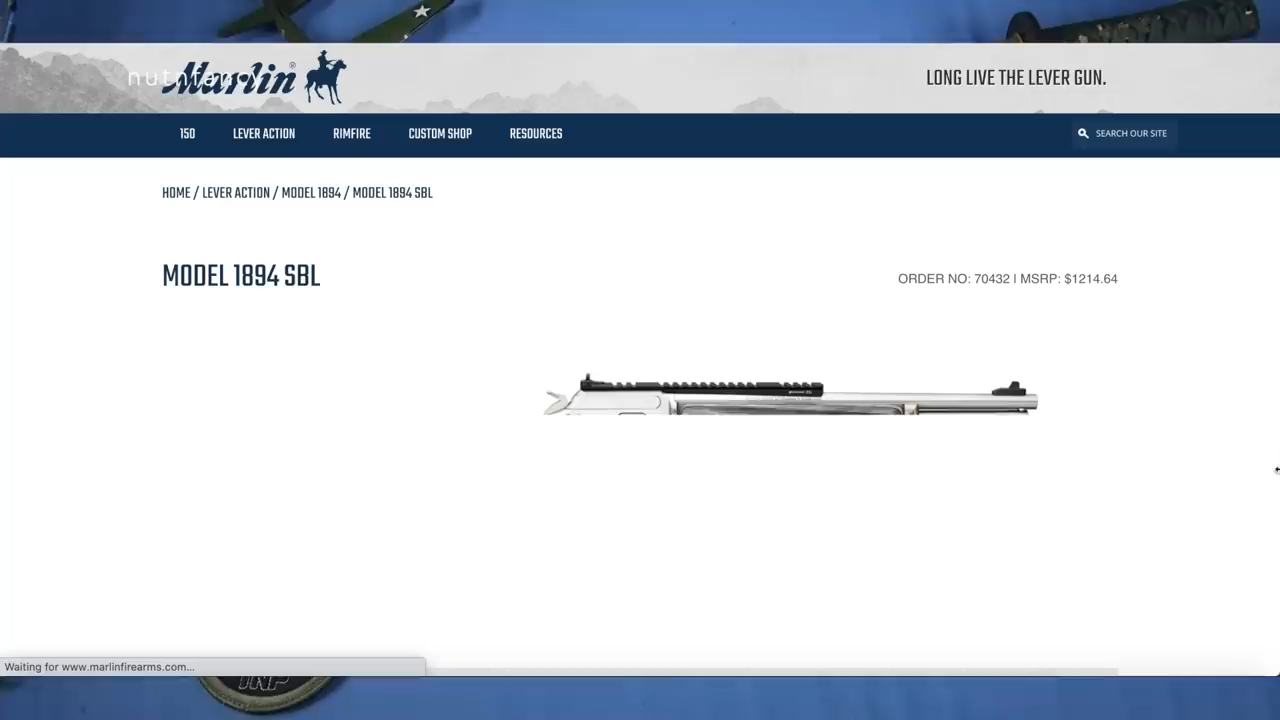 nutnfancy
Marlin®
LONG LIVE THE LEVER GUN.
150
LEVER ACTION
RIMFIRE
CUSTOM SHOP
RESOURCES
SEARCH OUR SITE
HOME / LEVER ACTION / MODEL 1894 / MODEL 1894 SBL
MODEL 1894 SBL
ORDER NO: 70432 | MSRP: $1214.64
Waiting for www.marlinfirearms.com...
TNP